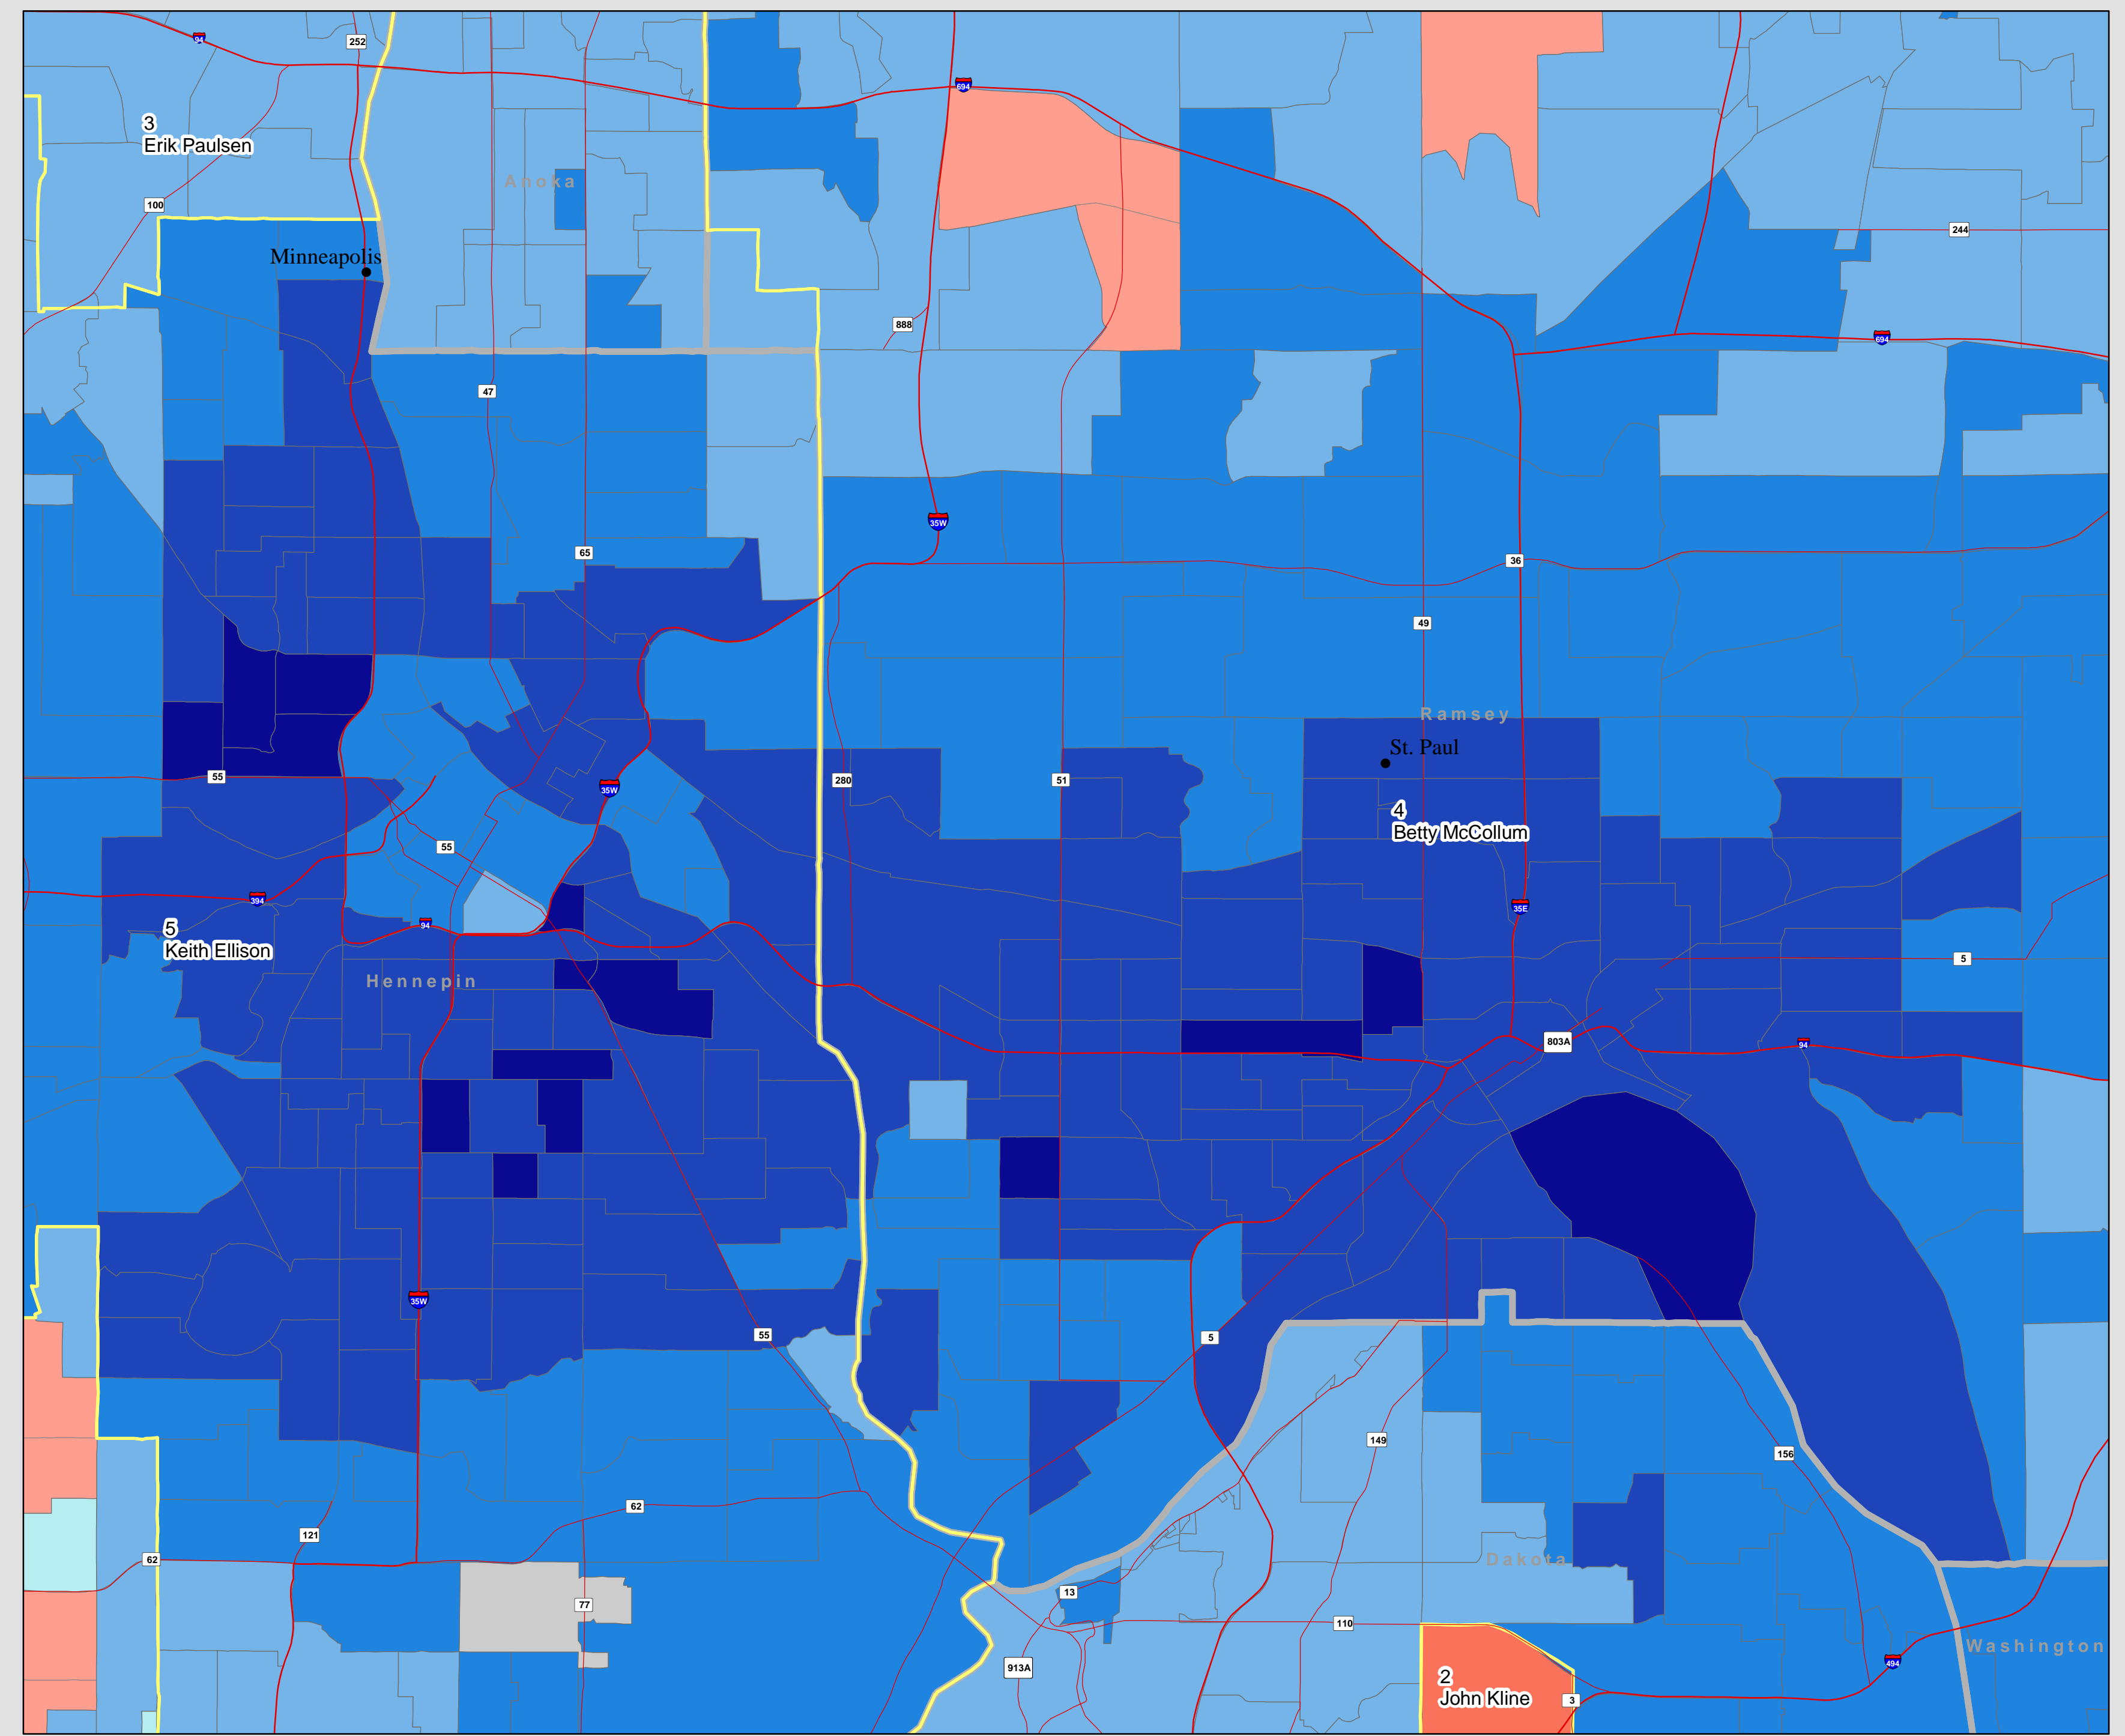 94
252
694
3
Erik Paulsen
Anoka
100
244
Minneapolis
888
694
47
35W
65
36
49
Ramsey
St. Paul
55
280
51
35W
4
Betty McCollum
55
394
94
35E
5
Keith Ellison
5
Hennepin
803A
94
35W
55
5
149
156
62
121
62
Dakota
13
77
110
Washington
913A
494
2
John Kline
3